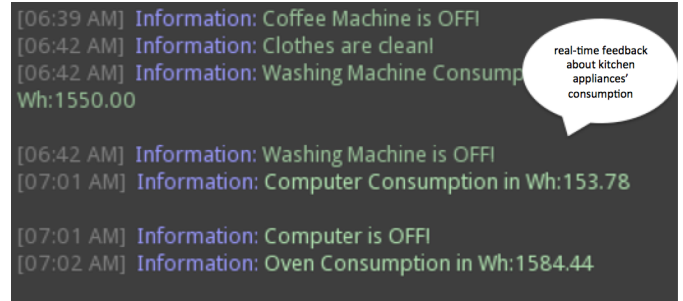 [06:39 AM] Information: Coffee Machine is OFF!
[06:42 AM] Information: Clothes are clean!
[06:42 AM] Information: Washing Machine Consump
Wh:1550.00
[06:42 AM] Information: Washing Machine is OFF!
[07:01 AM] Information: Computer Consumption in Wh:153.78
[07:01 AM] Information: Computer is OFF!
[07:02 AM] Information: Oven Consumption in Wh:1584.44
real-time feedback
about kitchen
appliances’
consumption